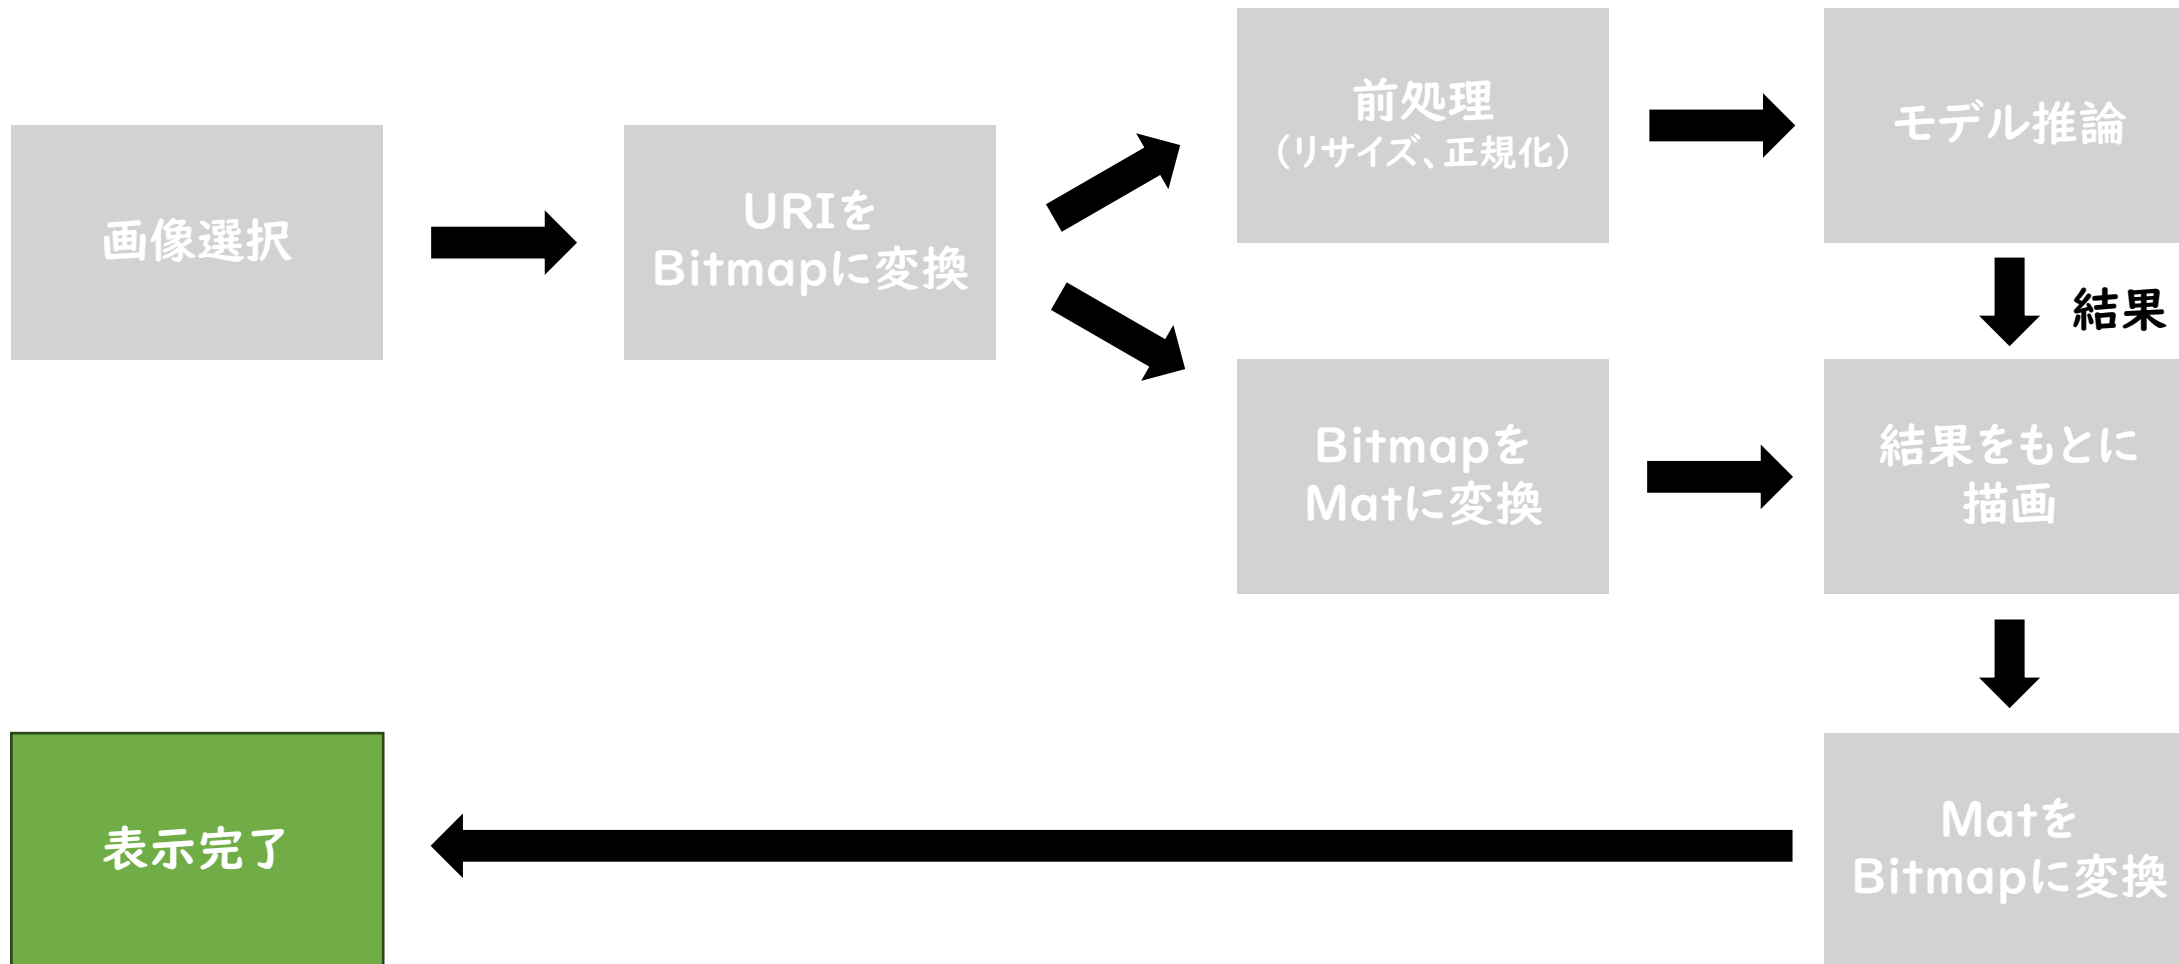 画像選択
URIを
Bitmapに変換
前処理
(リサイズ、正規化)
モデル推論
結果
Bitmapを
Matに変換
結果をもとに
描画
Matを
Bitmapに変換
表示完了